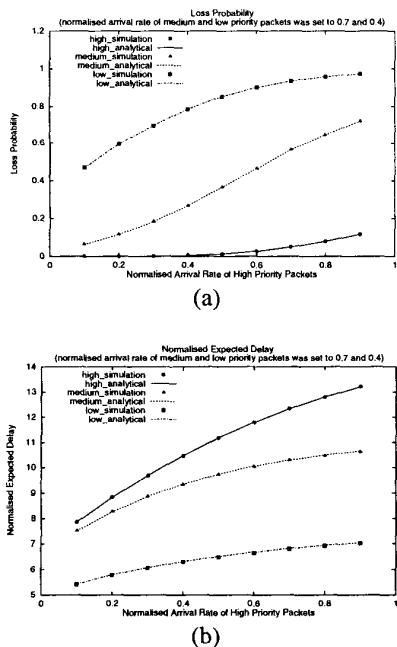 Loss Probability
(normalised arrival rate of medium and low priority packets was set to 0.7 and 0.4)
1.2
1
0.8
0.6
0.4
0.2
0
Loss Probability
high_simulation
high_analytical
medium_simulation
medium_analytical
low_simulation
low_analytical
0 0.2 0.4 0.6 0.8 1
Normalised Arrival Rate of High Priority Packets
(a)
Normalised Expected Delay
(normalised arrival rate of medium and low priority packets was set to 0.7 and 0.4)
14
13
12
11
10
9
8
7
6
5
Normalised Expected Delay
high_simulation
high_analytical
medium_simulation
medium_analytical
low_simulation
low_analytical
0 0.2 0.4 0.6 0.8 1
Normalised Arrival Rate of High Priority Packets
(b)